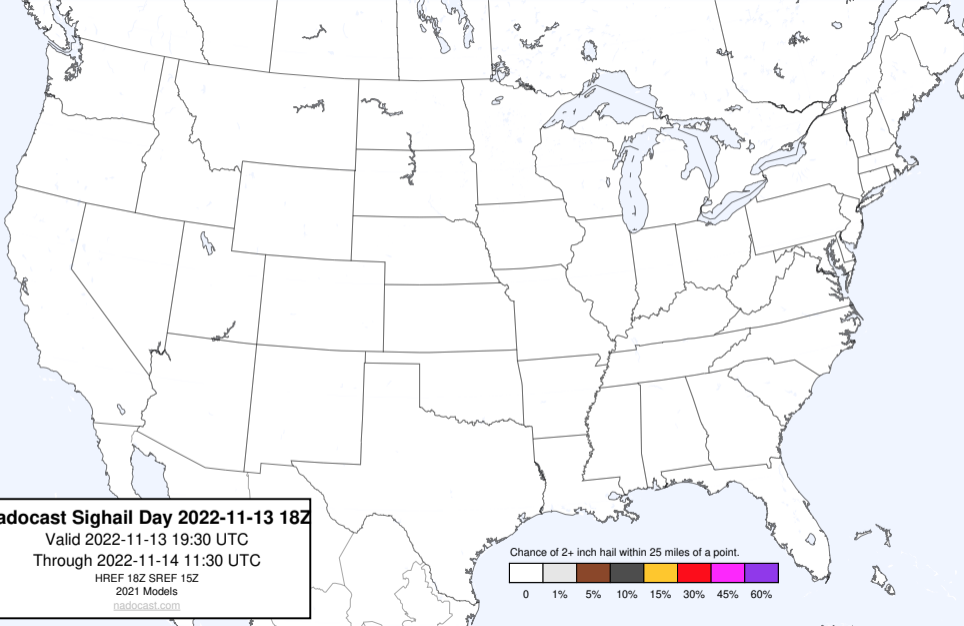 adocast Sighail Day 2022-11-13 18Z
Valid 2022-11-13 19:30 UTC
Through 2022-11-14 11:30 UTC
HREF 18Z SREF 15Z
2021 Models
nadocast.com
Chance of 2+ inch hail within 25 miles of a point.
0 1% 5% 10% 15% 30% 45% 60%